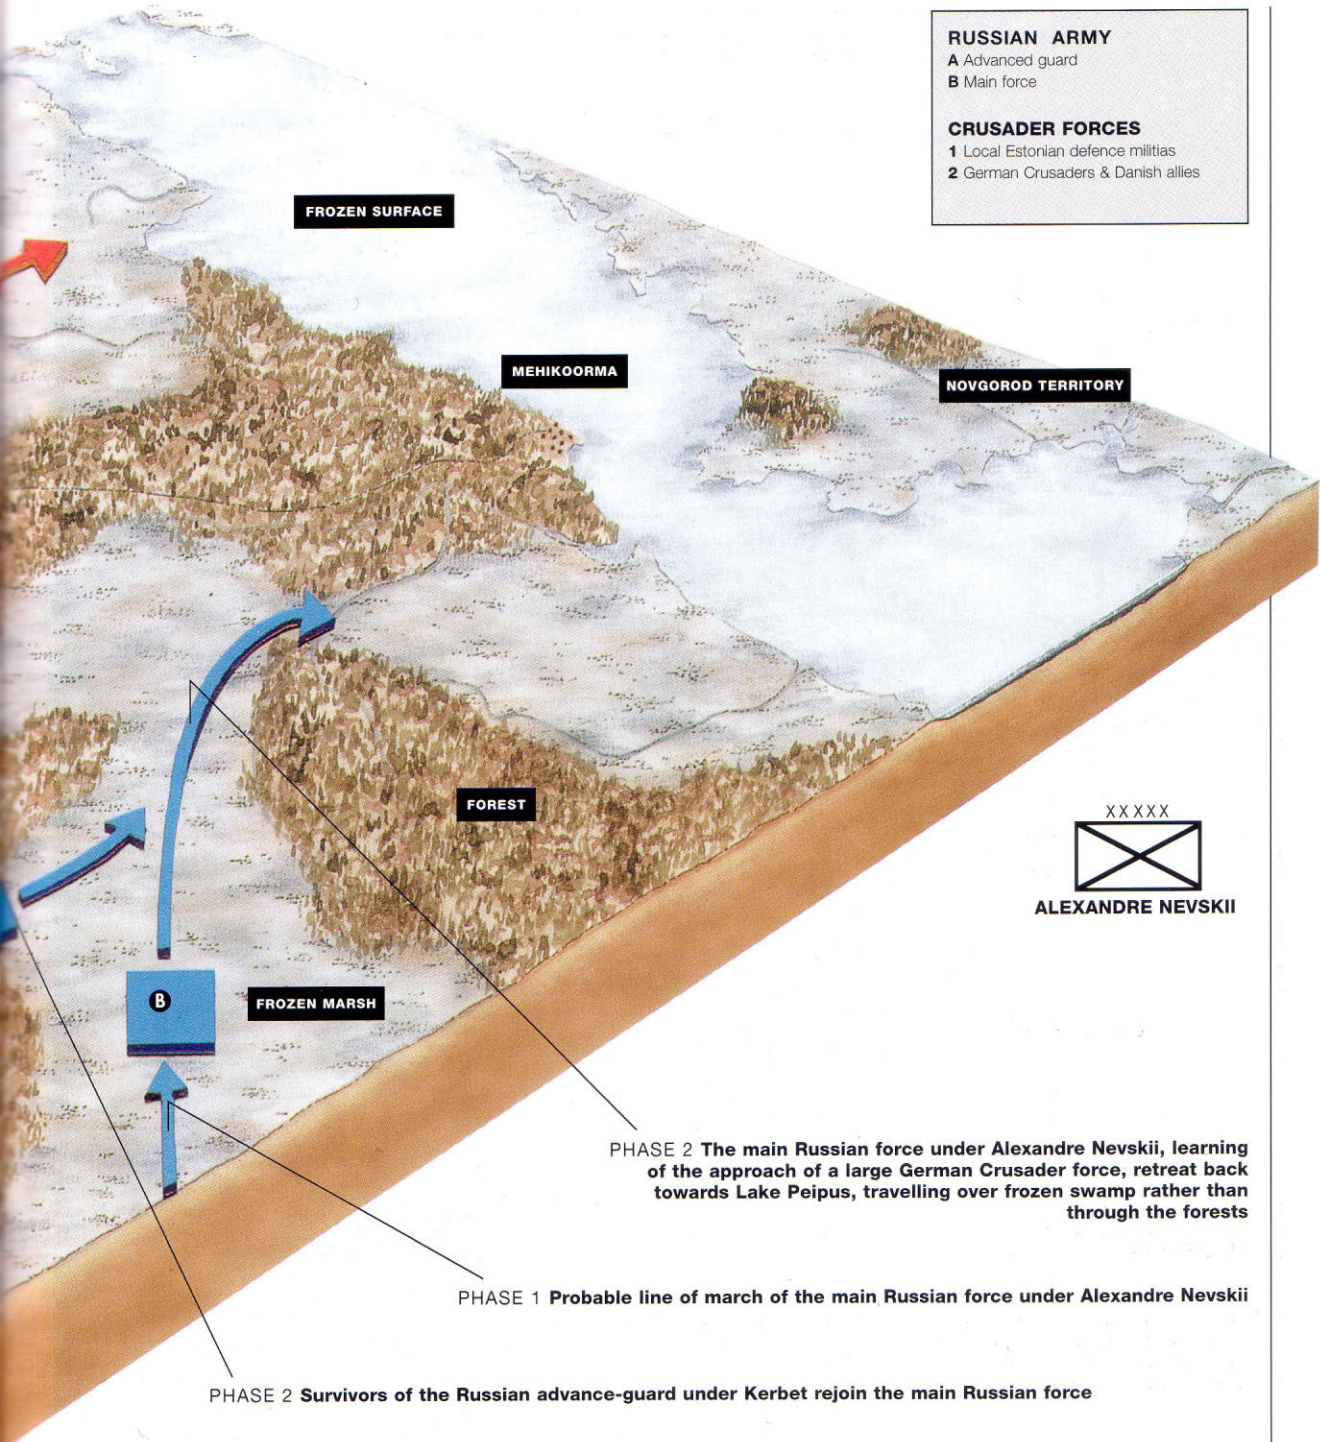 RUSSIAN ARMY
A Advanced guard
B Main force
CRUSADER FORCES
1 Local Estonian defence militias
2 German Crusaders & Danish allies
FROZEN SURFACE
MEHIKOORMA
NOVGOROD TERRITORY
FOREST
XXXXX
ALEXANDRE NEVSKII
B
FROZEN MARSH
PHASE 2 The main Russian force under Alexandre Nevskii, learning
of the approach of a large German Crusader force, retreat back
towards Lake Peipus, travelling over frozen swamp rather than
through the forests
PHASE 1 Probable line of march of the main Russian force under Alexandre Nevskii
PHASE 2 Survivors of the Russian advance-guard under Kerbet rejoin the main Russian force